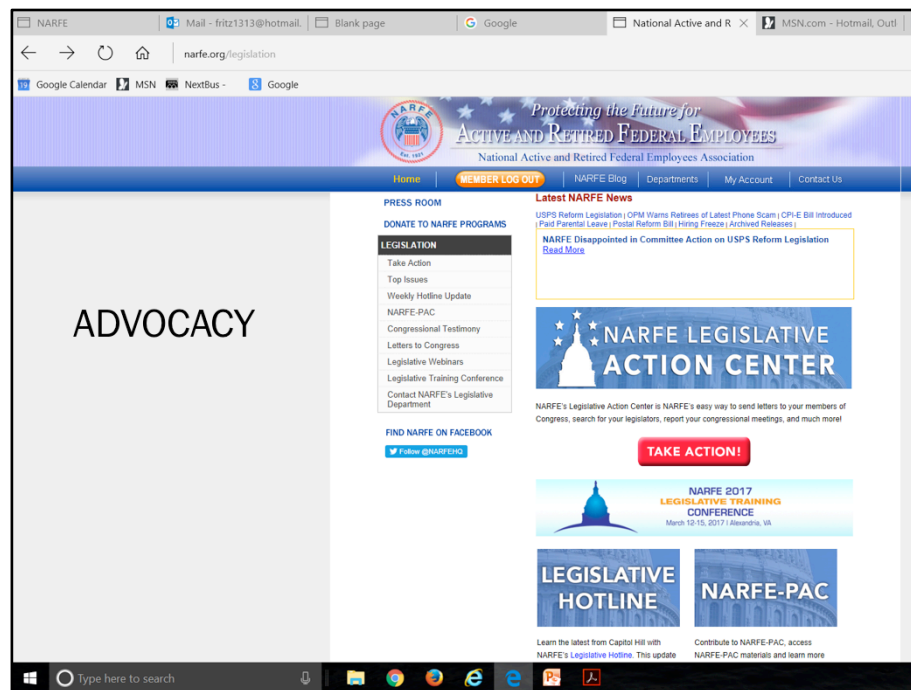 NARFE
Mail - fritz1313@hotmail.
Blank page
Google
National Active and R
MSN.com - Hotmail, Outl
narfe.org/legislation
Google Calendar
MSN
NextBus -
Google
NARFE
EST. 1921
Protecting the Future for
ACTIVE AND RETIRED FEDERAL EMPLOYEES
National Active and Retired Federal Employees Association
Home
MEMBER LOG OUT
NARFE Blog
Departments
My Account
Contact Us
ADVOCACY
PRESS ROOM
DONATE TO NARFE PROGRAMS
LEGISLATION
Take Action
Top Issues
Weekly Hotline Update
NARFE-PAC
Congressional Testimony
Letters to Congress
Legislative Webinars
Legislative Training Conference
Contact NARFE's Legislative
Department
FIND NARFE ON FACEBOOK
Follow @NARFEHQ
Latest NARFE News
USPS Reform Legislation | OPM Warns Retirees of Latest Phone Scam | CPI-E Bill Introduced
| Paid Parental Leave | Postal Reform Bill | Hiring Freeze | Archived Releases |
NARFE Disappointed in Committee Action on USPS Reform Legislation
Read More
NARFE LEGISLATIVE
ACTION CENTER
NARFE's Legislative Action Center is NARFE's easy way to send letters to your members of
Congress, search for your legislators, report your congressional meetings, and much more!
TAKE ACTION!
NARFE 2017
LEGISLATIVE TRAINING
CONFERENCE
March 12-15, 2017 | Alexandria, VA
LEGISLATIVE
HOTLINE
NARFE-PAC
Learn the latest from Capitol Hill with
NARFE's Legislative Hotline. This update
Contribute to NARFE-PAC, access
NARFE-PAC materials and learn more
Type here to search